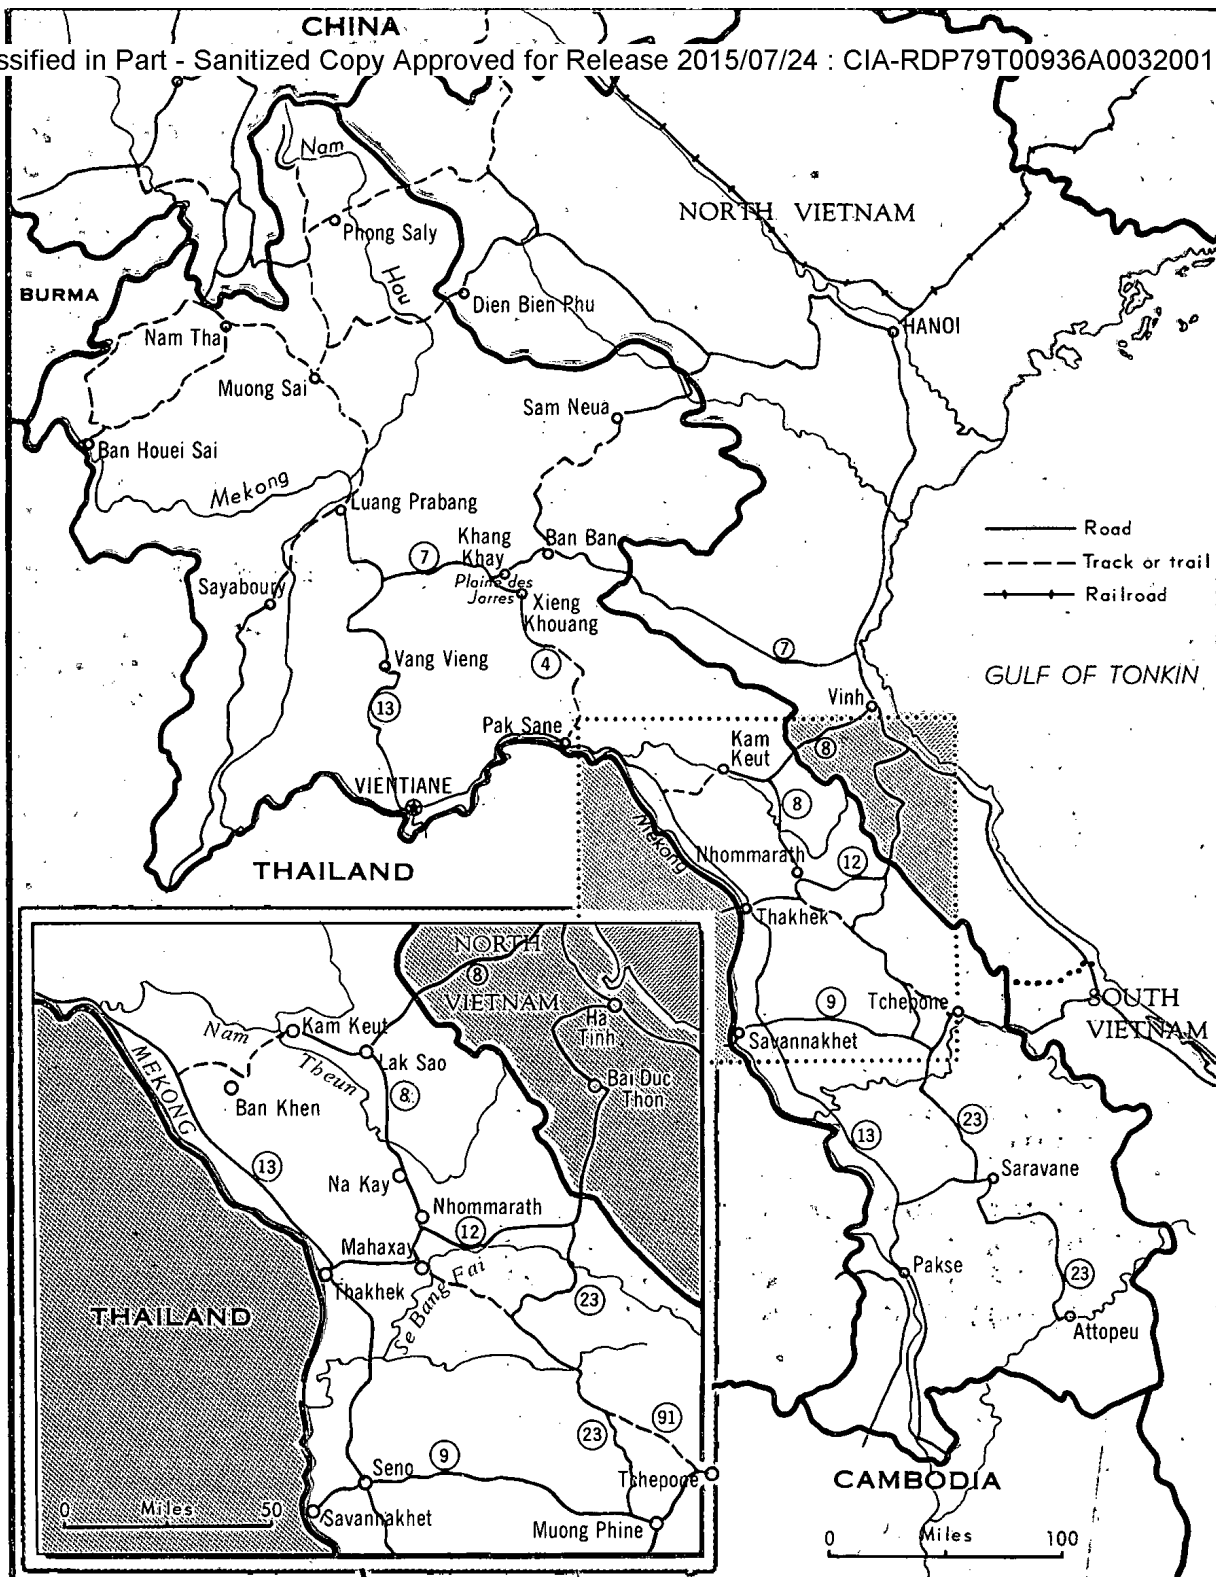 CHINA
ssified in Part - Sanitized Copy Approved for Release 2015/07/24 : CIA-RDP79T00936A0032001
Nam
Phong Saly
NORTH VIETNAM
Hou
BURMA
Dien Bien Phu
HANOI
Nam Tha
Muong Sai
Sam Neua
Ban Houei Sai
Mekong
Luang Prabang
Khang
Khay
Ban Ban
7
Plaine des
Jarres
Sayaboury
Xieng
Khouang
Road
Track or trail
Railroad
Vang Vieng
4
7
GULF OF TONKIN
13
Vinh
Pak Sane
Kam
Keut
8
VIENTIANE
8
Mekong
Nhommarath
12
THAILAND
Thakhek
9
Tchepone
SOUTH
VIETNAM
Savannakhet
13
23
Saravane
Pakse
23
Attopeu
CAMBODIA
0 Miles 100
NORTH
8
VIETNAM
Ha
Tinh
Nam
Kam Keut
Theun
Lak Sao
MEKONG
Ban Khen
8
Bai Duc
Thon
13
Na Kay
Nhommarath
12
Mahaxay
Thakhek
Se Bang Fai
23
THAILAND
91
23
Seno
9
Tchepone
0 Miles 50
Savannakhet
Muong Phine